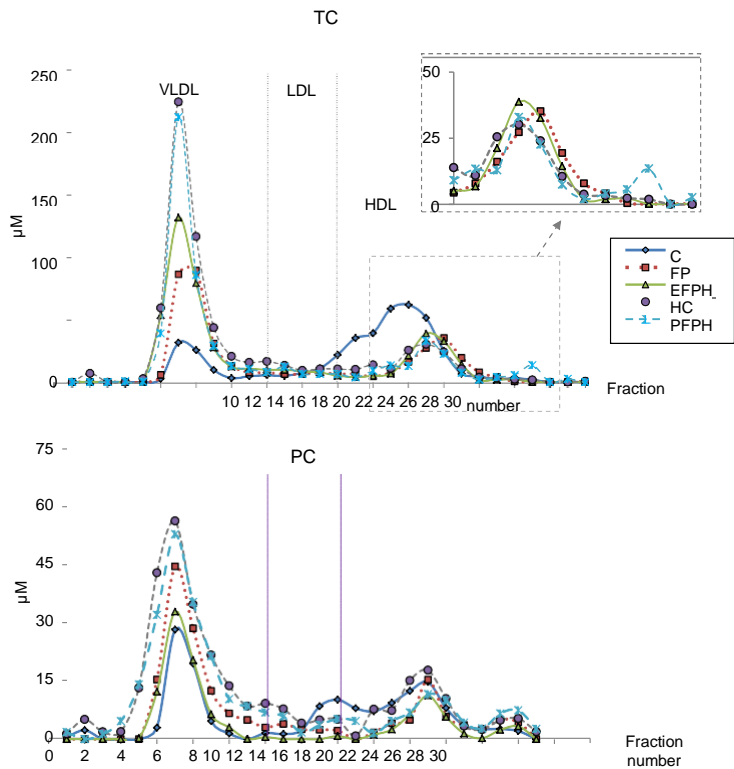 TC
250
200
150
100
50
0
µM
VLDL
LDL
HDL
50
25
0
C
FP
EFPH
HC
PFPH
10 12 14 16 18 20 22 24 26 28 30
Fraction
number
PC
75
60
45
30
15
0
µM
0 2 4 6 8 10 12 14 16 18 20 22 24 26 28 30
Fraction
number